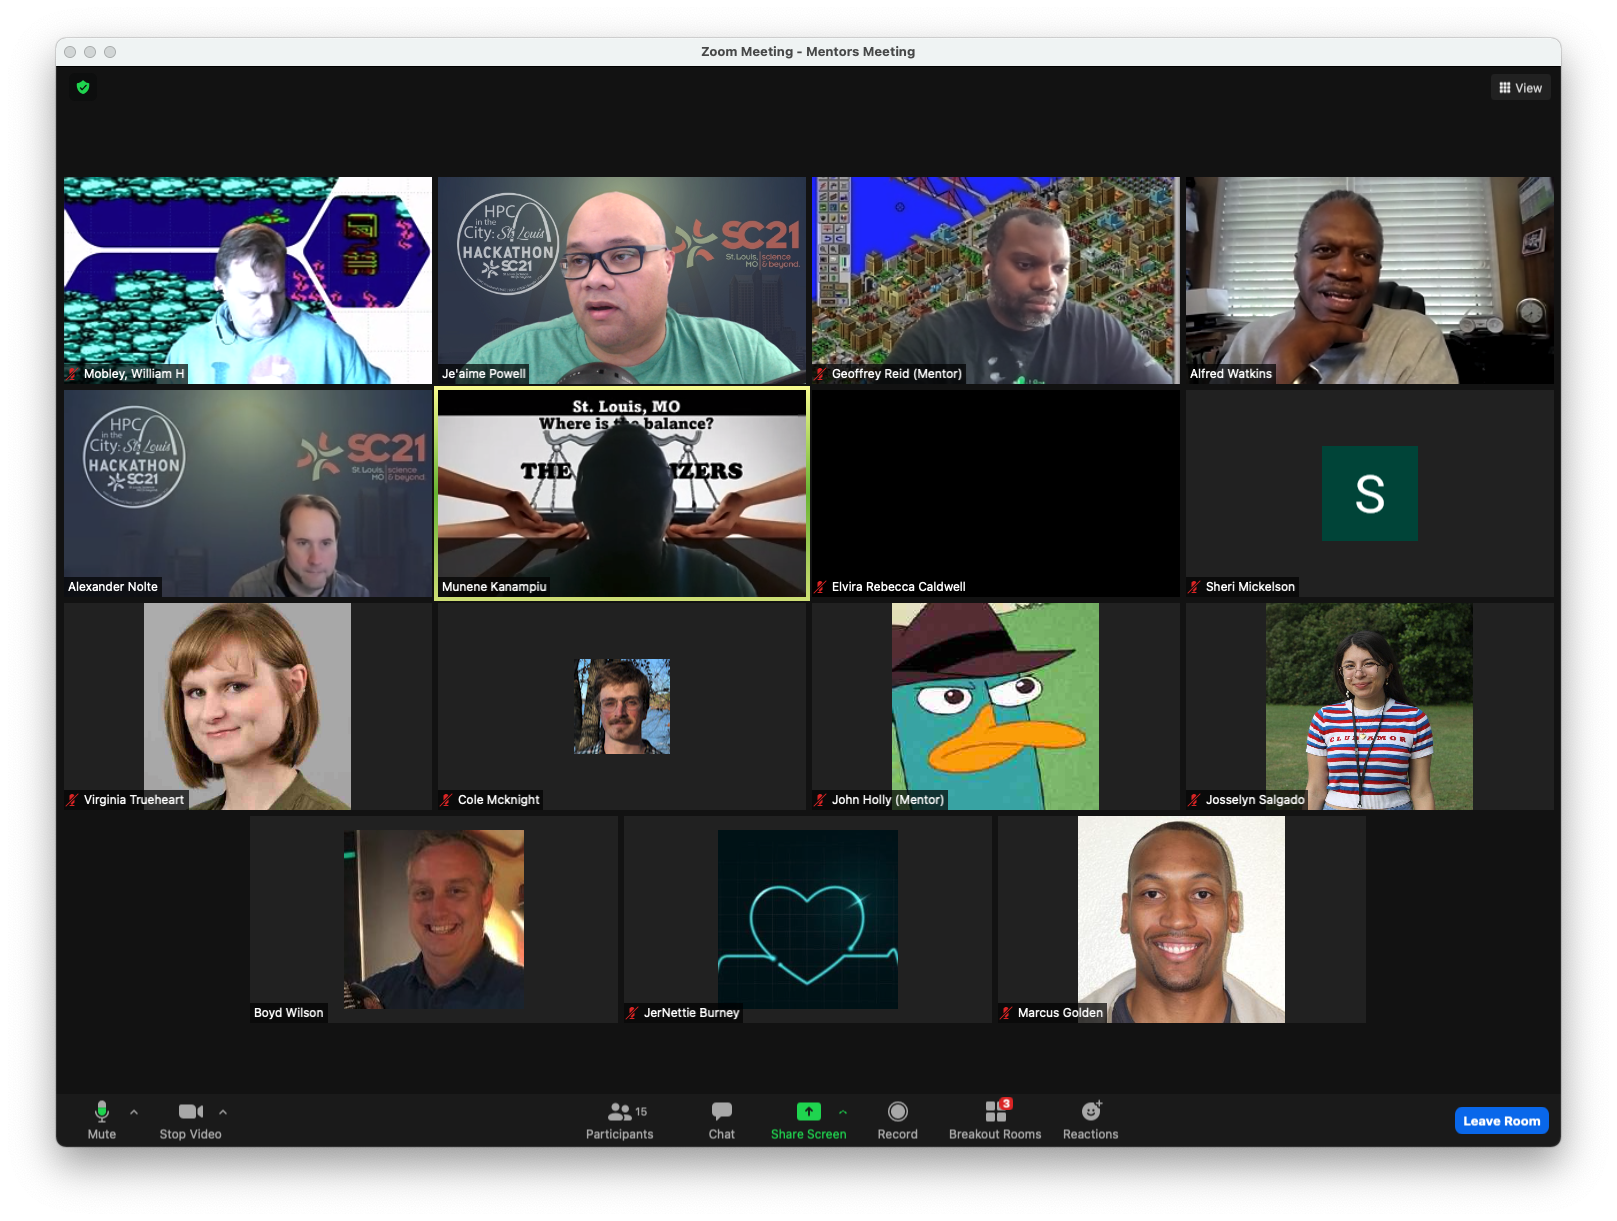 Zoom Meeting - Mentors Meeting
View
HPC
in the
City: St. Louis
HACKATHON
SC21
SC21
St. Louis, science
MO & beyond.
Mobley, William H
Je'aime Powell
Geoffrey Reid (Mentor)
Alfred Watkins
HPC
in the
City: St. Louis
HACKATHON
SC21
SC21
St. Louis, science
MO & beyond.
St. Louis, MO
Where is the balance?
THE IZERS
S
Alexander Nolte
Munene Kanampiu
Elvira Rebecca Caldwell
Sheri Mickelson
CLUB AMOR
Virginia Trueheart
Cole Mcknight
John Holly (Mentor)
Josselyn Salgado
Boyd Wilson
JerNettie Burney
Marcus Golden
15
3
Mute
Stop Video
Participants
Chat
Share Screen
Record
Breakout Rooms
Reactions
Leave Room